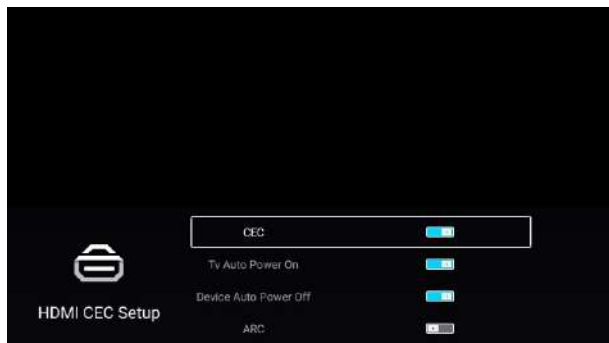 CEC
Tv Auto Power On
Device Auto Power Off
HDMI CEC Setup
ARC